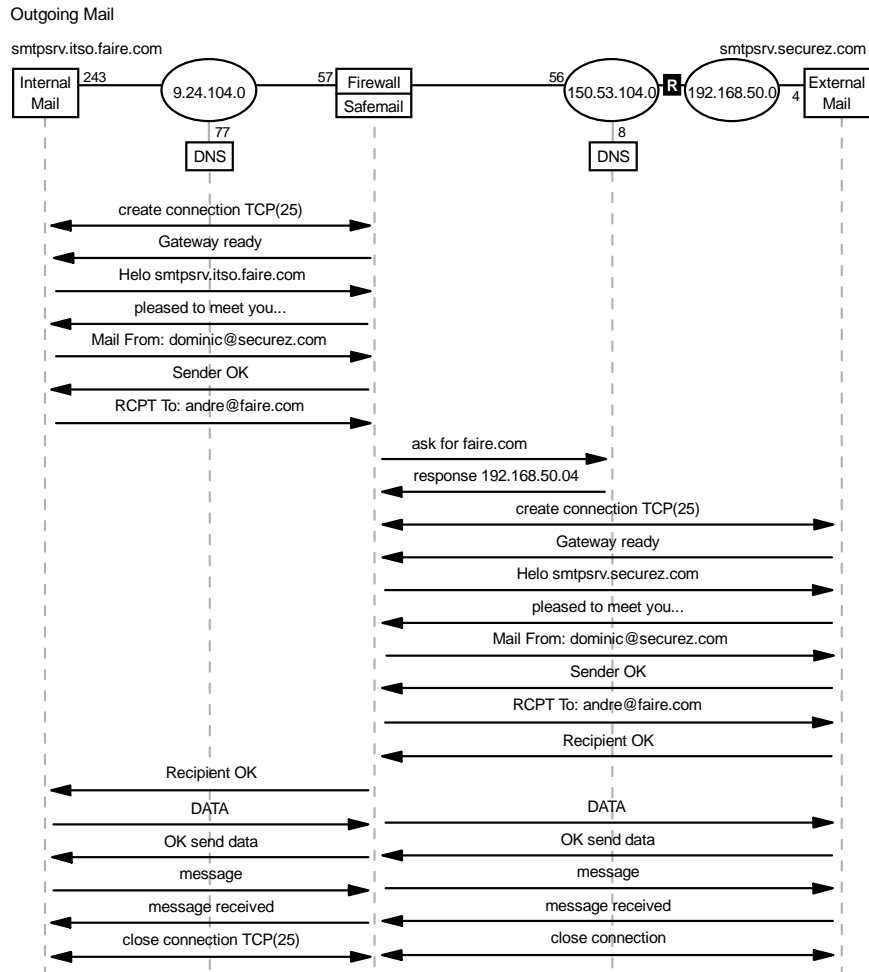 Outgoing Mail
smtpsrv.itso.faire.com
smtpsrv.securez.com
Internal
Mail
243
9.24.104.0
57
Firewall
Safemail
56
150.53.104.0
R
192.168.50.0
4
External
Mail
77
DNS
8
DNS
create connection TCP(25)
Gateway ready
Helo smtpsrv.itso.faire.com
pleased to meet you...
Mail From: dominic@securez.com
Sender OK
RCPT To: andre@faire.com
ask for faire.com
response 192.168.50.04
create connection TCP(25)
Gateway ready
Helo smtpsrv.securez.com
pleased to meet you...
Mail From: dominic@securez.com
Sender OK
RCPT To: andre@faire.com
Recipient OK
Recipient OK
DATA
DATA
OK send data
OK send data
message
message
message received
message received
close connection TCP(25)
close connection